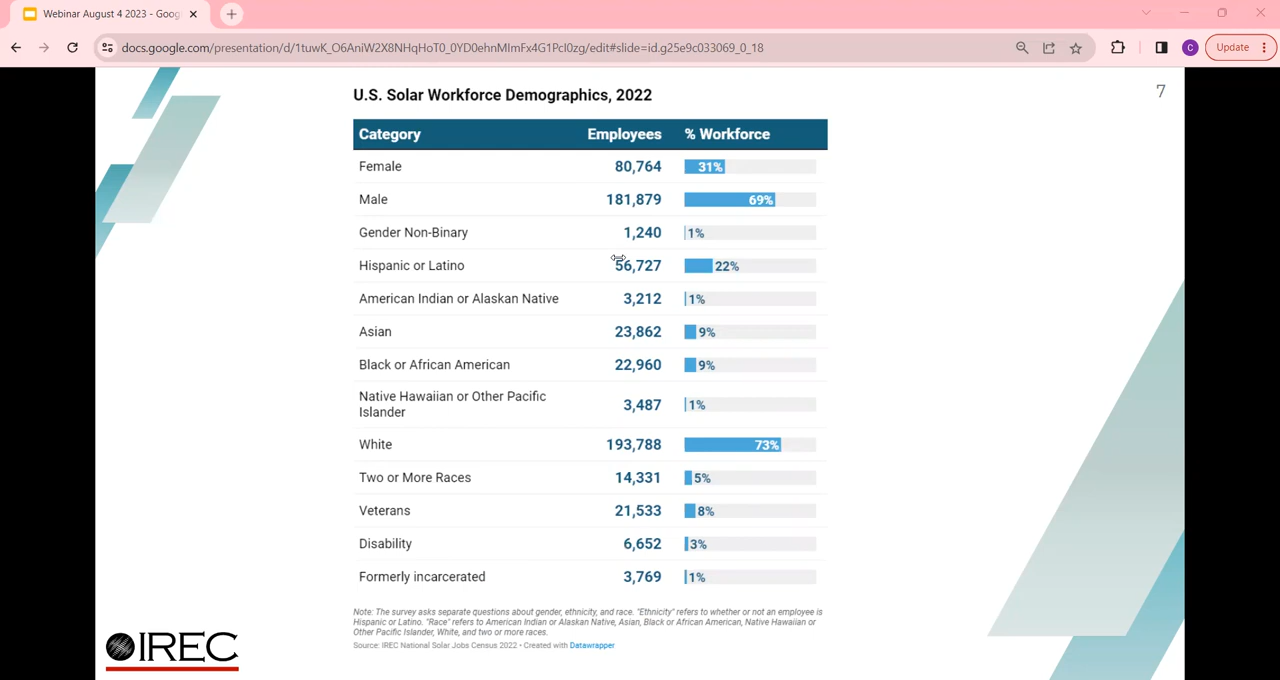 Webinar August 4 2023 - Goog
docs.google.com/presentation/d/1tuwK_O6AniW2X8NHqHoT0_0YD0ehnMImFx4G1PcI0zg/edit#slide=id.g25e9c033069_0_18
C
Update
7
U.S. Solar Workforce Demographics, 2022
Category Employees % Workforce
Female 80,764 31%
Male 181,879 69%
Gender Non-Binary 1,240 1%
Hispanic or Latino 56,727 22%
American Indian or Alaskan Native 3,212 1%
Asian 23,862 9%
Black or African American 22,960 9%
Native Hawaiian or Other Pacific
Islander 3,487 1%
White 193,788 73%
Two or More Races 14,331 5%
Veterans 21,533 8%
Disability 6,652 3%
Formerly incarcerated 3,769 1%
Note: The survey asks separate questions about gender, ethnicity, and race. "Ethnicity" refers to whether or not an employee is
Hispanic or Latino. "Race" refers to American Indian or Alaskan Native, Asian, Black or African American, Native Hawaiian or
Other Pacific Islander, White, and two or more races.
Source: IREC National Solar Jobs Census 2022 • Created with Datawrapper
IREC